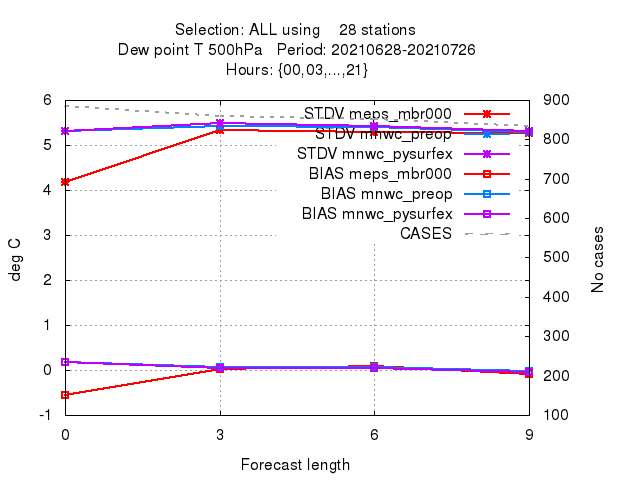 Selection: ALL using    28 stations
Dew point T 500hPa   Period: 20210628-20210726
Hours: {00,03,...,21}
STDV meps_mbr000
STDV mnwc_preop
STDV mnwc_pysurfex
BIAS meps_mbr000
BIAS mnwc_preop
BIAS mnwc_pysurfex
CASES
deg C
6
5
4
3
2
1
0
-1
No cases
900
800
700
600
500
400
300
200
100
0 3 6 9
Forecast length